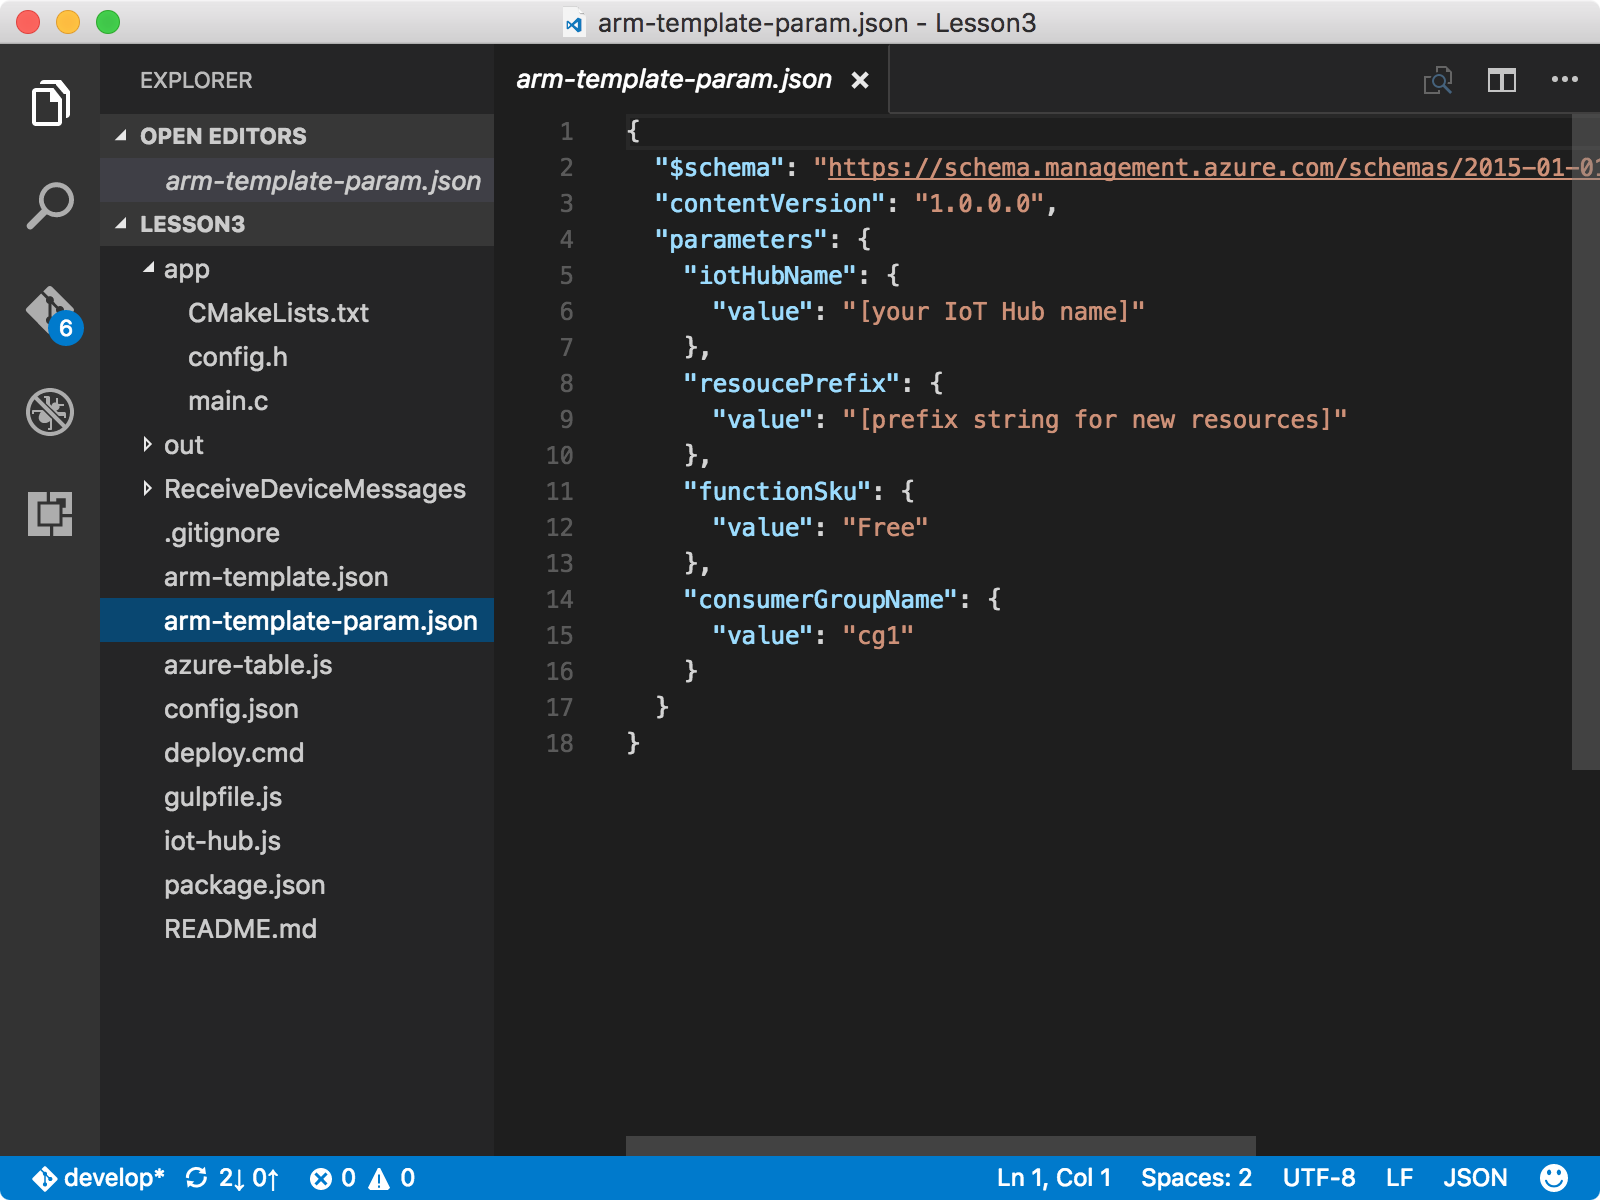 arm-template-param.json - Lesson3
EXPLORER
OPEN EDITORS
arm-template-param.json
LESSON3
app
CMakeLists.txt
config.h
main.c
out
ReceiveDeviceMessages
.gitignore
arm-template.json
arm-template-param.json
azure-table.js
config.json
deploy.cmd
gulpfile.js
iot-hub.js
package.json
README.md
6
arm-template-param.json
1 {
2 "$schema": "https://schema.management.azure.com/schemas/2015-01-01
3 "contentVersion": "1.0.0.0",
4 "parameters": {
5 "iotHubName": {
6 "value": "[your IoT Hub name]"
7 },
8 "resoucePrefix": {
9 "value": "[prefix string for new resources]"
10 },
11 "functionSku": {
12 "value": "Free"
13 },
14 "consumerGroupName": {
15 "value": "cg1"
16 }
17 }
18 }
develop* 2↓ 0↑ 0 0 Ln 1, Col 1 Spaces: 2 UTF-8 LF JSON